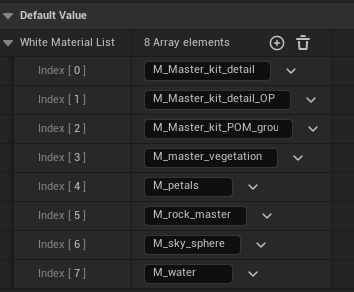 Default Value
White Material List 8 Array elements
Index [ 0 ] M_Master_kit_detail
Index [ 1 ] M_Master_kit_detail_OP
Index [ 2 ] M_Master_kit_POM_grou
Index [ 3 ] M_master_vegetation
Index [ 4 ] M_petals
Index [ 5 ] M_rock_master
Index [ 6 ] M_sky_sphere
Index [ 7 ] M_water